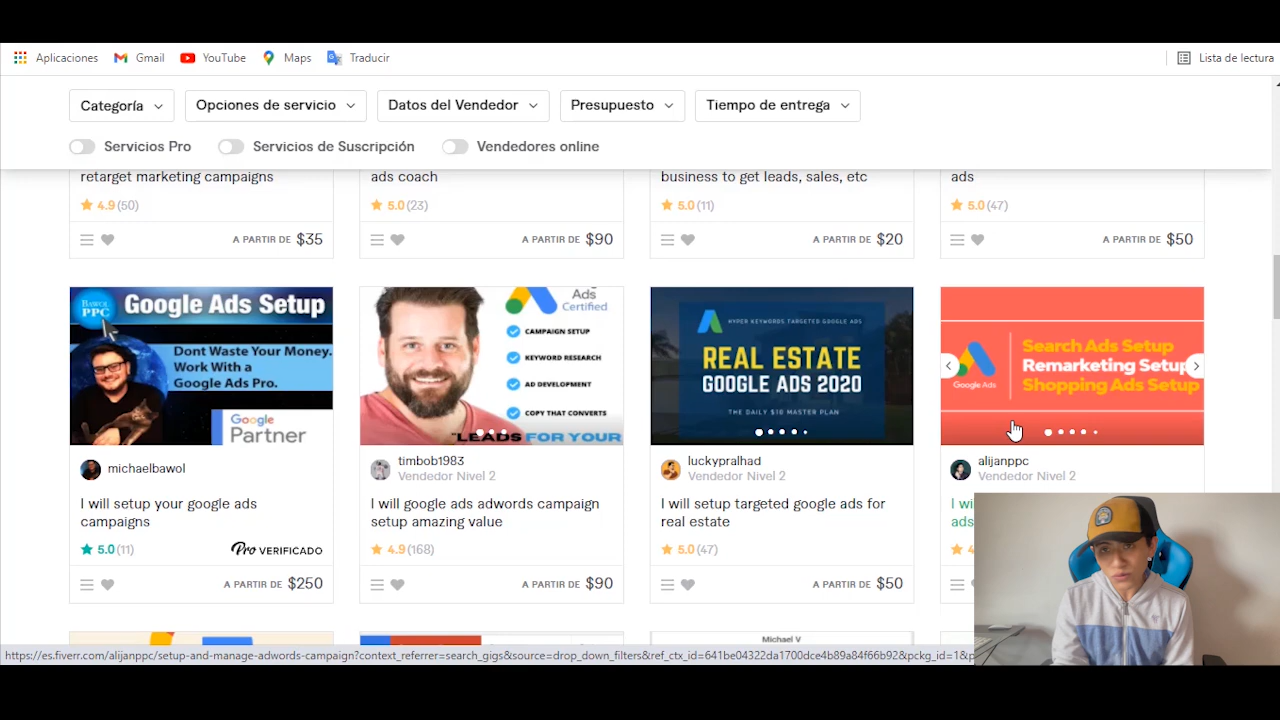 Aplicaciones Gmail YouTube Maps Traducir Lista de lectura
Categoría Opciones de servicio Datos del Vendedor Presupuesto Tiempo de entrega
Servicios Pro Servicios de Suscripción Vendedores online
retarget marketing campaigns
4.9 (50)
A PARTIR DE $35
ads coach
5.0 (23)
A PARTIR DE $90
business to get leads, sales, etc
5.0 (11)
A PARTIR DE $20
ads
5.0 (47)
A PARTIR DE $50
BAWOL
PPC
Google Ads Setup
Dont Waste Your Money.
Work With a
Google Ads Pro.
Google
Partner
michaelbawol
I will setup your google ads
campaigns
5.0 (11)
Pro VERIFICADO
A PARTIR DE $250
Ads
Certified
CAMPAIGN SETUP
KEYWORD RESEARCH
AD DEVELOPMENT
COPY THAT CONVERTS
"LEADS FOR YOUR
timbob1983
Vendedor Nivel 2
I will google ads adwords campaign
setup amazing value
4.9 (168)
A PARTIR DE $90
HYPER KEYWORDS TARGETED GOOGLE ADS
REAL ESTATE
GOOGLE ADS 2020
THE DAILY $10 MASTER PLAN
luckypralhad
Vendedor Nivel 2
I will setup targeted google ads for
real estate
5.0 (47)
A PARTIR DE $50
Google Ads
Search Ads Setup
Remarketing Setup
Shopping Ads Setup
alijanppc
Vendedor Nivel 2
I wi
ads
4
Michael V
https://es.fiverr.com/alijanppc/setup-and-manage-adwords-campaign?context_referrer=search_gigs&source=drop_down_filters&ref_ctx_id=641be04322da1700dce4b89a84f66b92&pckg_id=1&p